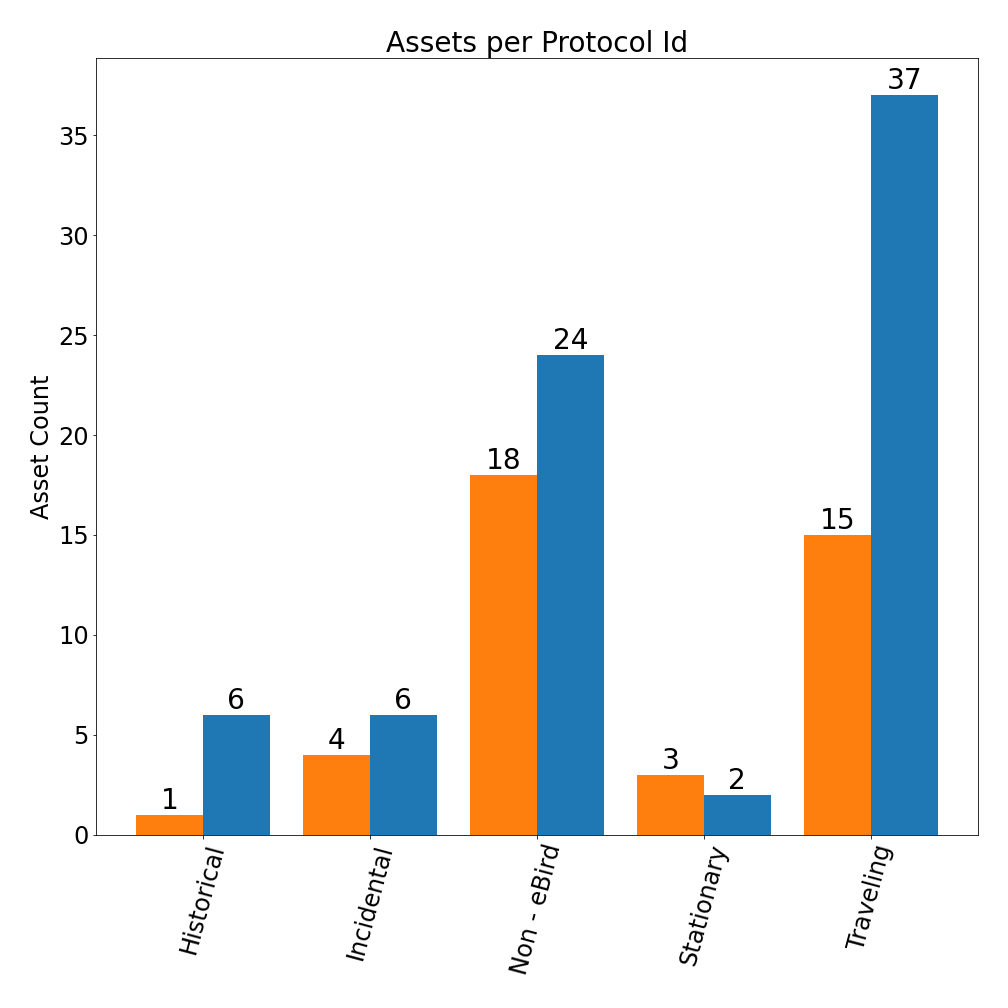 Assets per Protocol Id
Asset Count
35
30
25
20
15
10
5
0
1
6
4
6
18
24
3
2
15
37
Historical
Incidental
Non - eBird
Stationary
Traveling